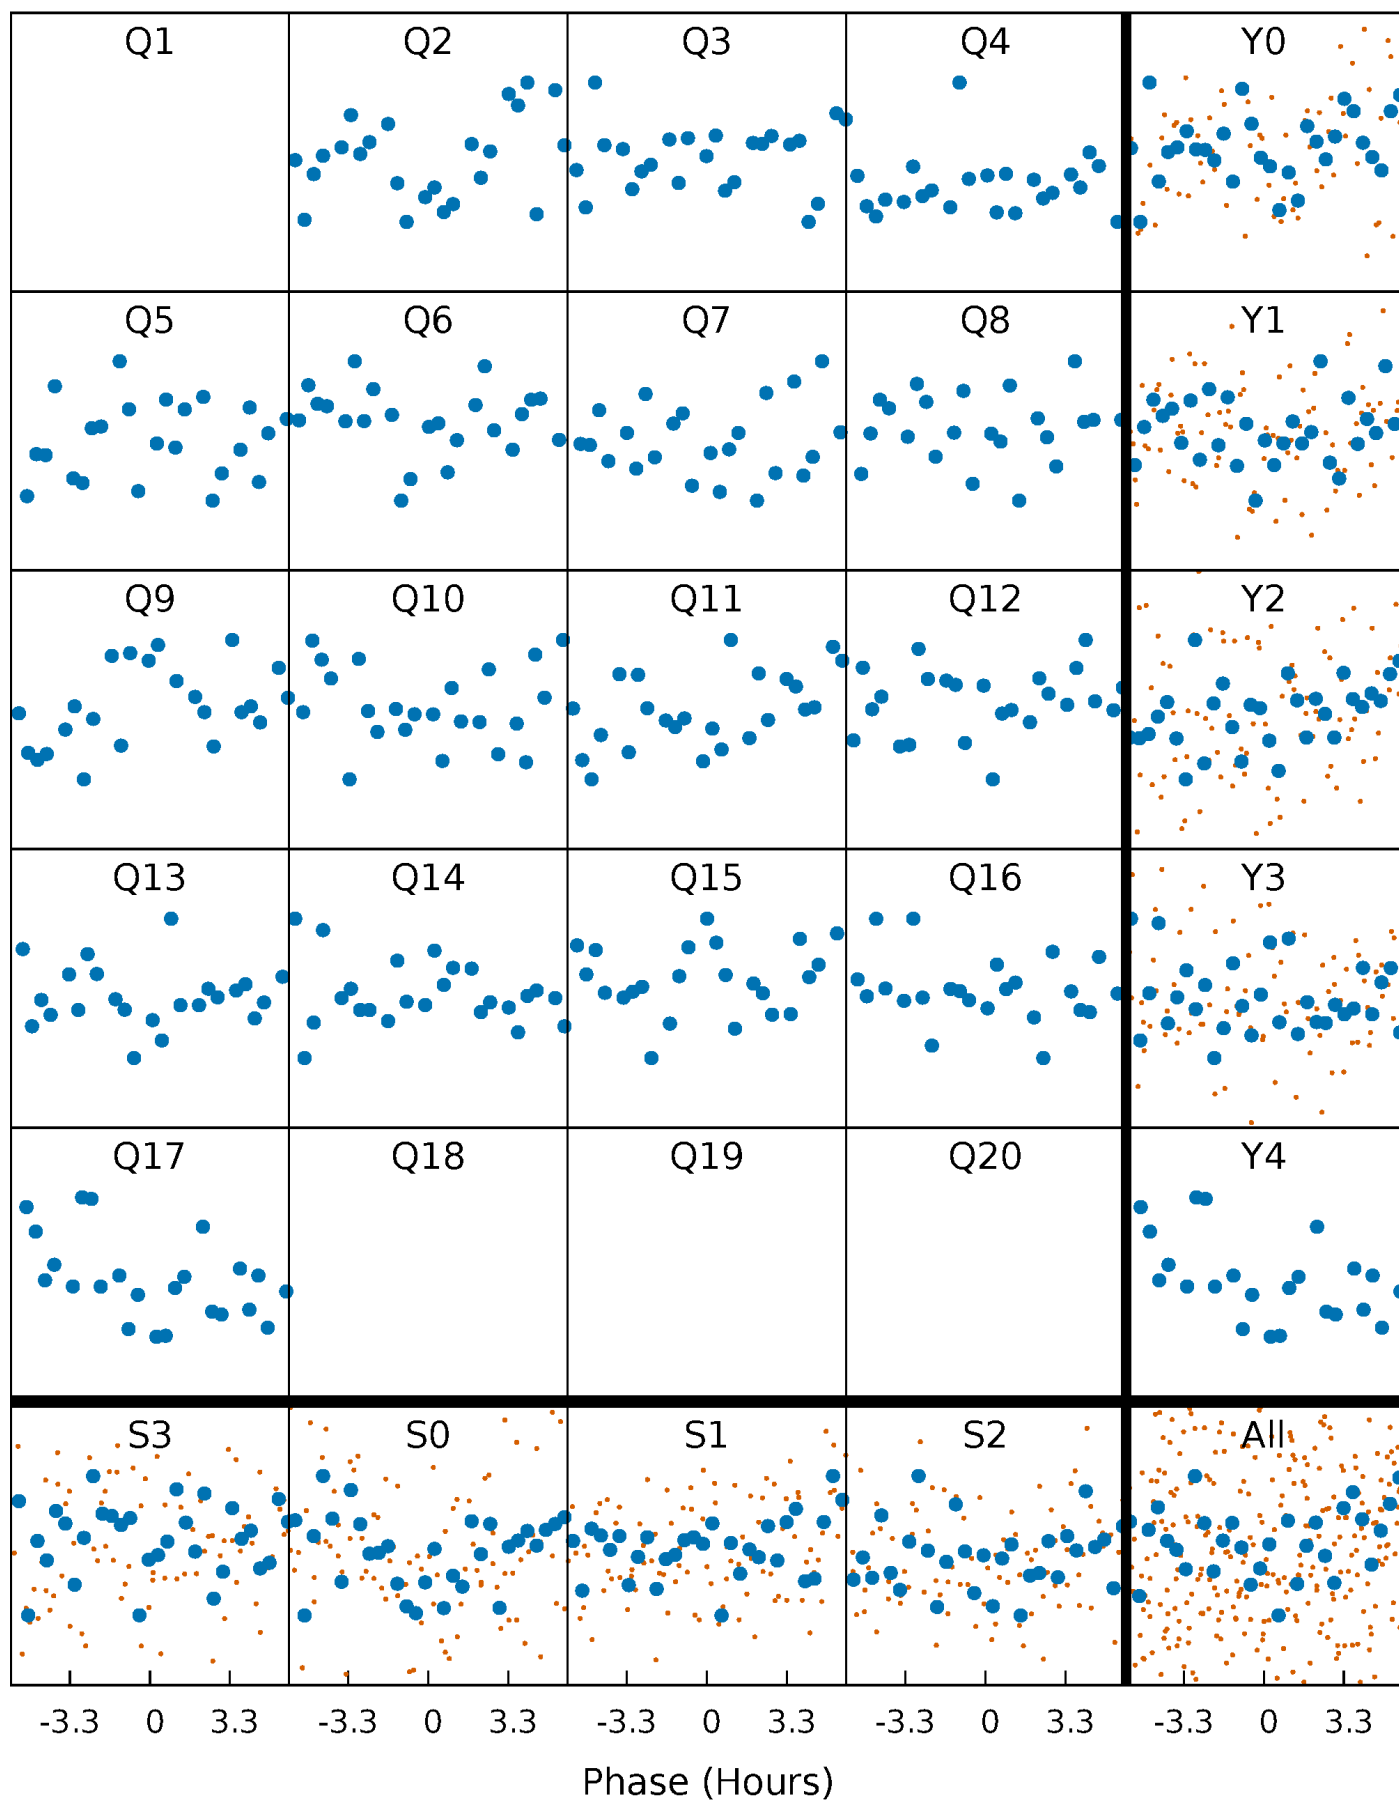 Q1 Q2 Q3 Q4 Y0
Q5 Q6 Q7 Q8 Y1
Q9 Q10 Q11 Q12 Y2
Q13 Q14 Q15 Q16 Y3
Q17 Q18 Q19 Q20 Y4
S3 S0 S1 S2 All
-3.3 0 3.3 -3.3 0 3.3 -3.3 0 3.3 -3.3 0 3.3 -3.3 0 3.3
Phase (Hours)